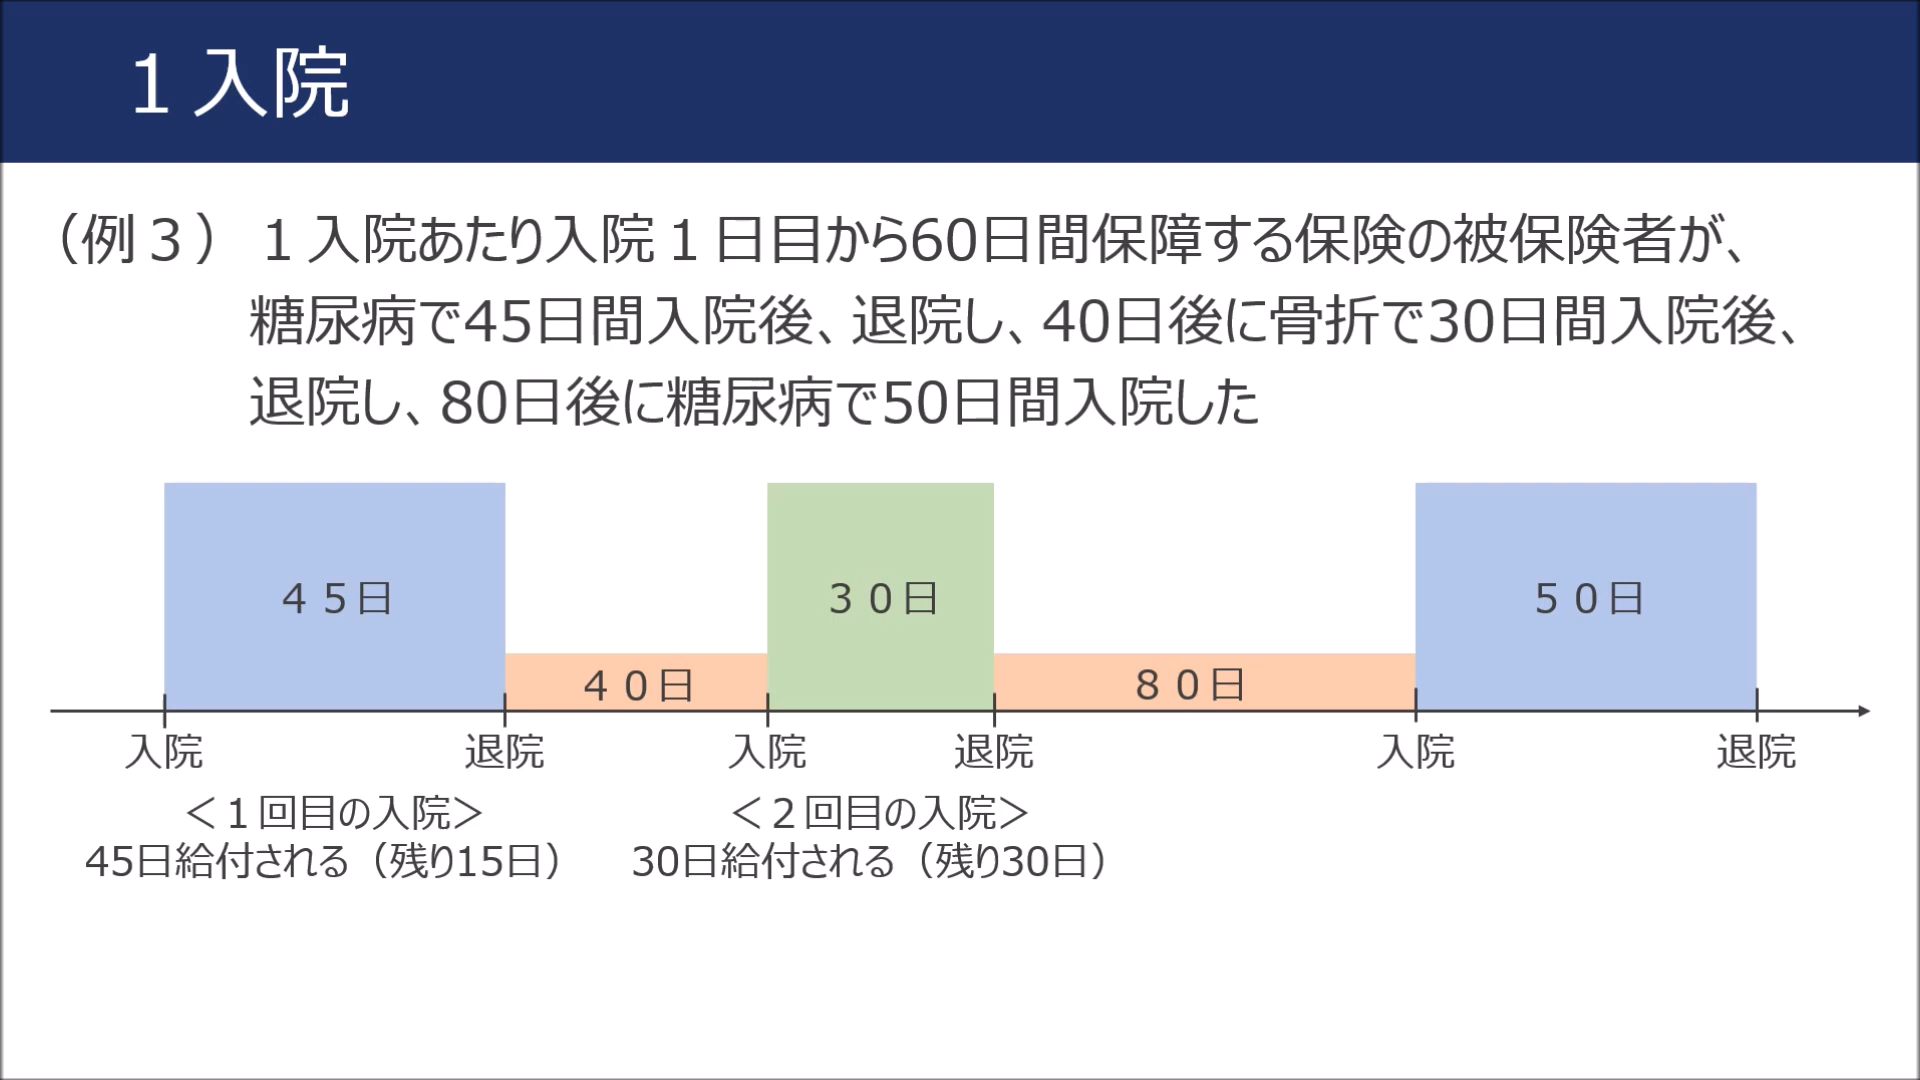 １入院
（例３）１入院あたり入院１日目から60日間保障する保険の被保険者が、
糖尿病で45日間入院後、退院し、40日後に骨折で30日間入院後、
退院し、80日後に糖尿病で50日間入院した
４５日
３０日
５０日
４０日
８０日
入院
退院
入院
退院
入院
退院
＜１回目の入院＞
45日給付される（残り15日）
＜２回目の入院＞
30日給付される（残り30日）